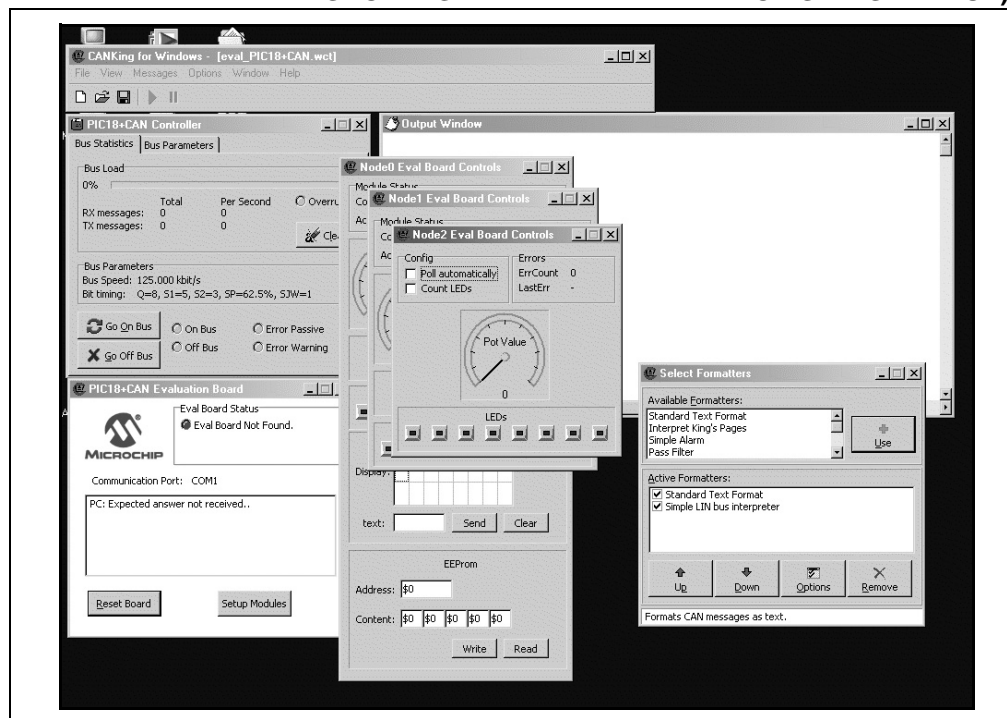 CANKing for Windows - [eval_PIC18+CAN.wct]
File View Messages Options Window Help
PIC18+CAN Controller
Bus Statistics Bus Parameters
Bus Load
0%
Total Per Second
RX messages: 0 0
TX messages: 0 0
Bus Parameters
Bus Speed: 125.000 kbit/s
Bit timing: Q=8, S1=5, S2=3, SP=62.5%, SJW=1
Go On Bus
Go Off Bus
On Bus
Off Bus
Error Passive
Error Warning
PIC18+CAN Evaluation Board
MICROCHIP
Eval Board Status
Eval Board Not Found.
Communication Port: COM1
PC: Expected answer not received..
Reset Board
Setup Modules
Output Window
Node0 Eval Board Controls
Module Status
Node1 Eval Board Controls
Module Status
Node2 Eval Board Controls
Config
Poll automatically
Count LEDs
Errors
ErrCount 0
LastErr -
Pot Value
0
LEDs
Display:
text:
Send
Clear
EEProm
Address: $0
Content: $0 $0 $0 $0 $0
Write
Read
Select Formatters
Available Formatters:
Standard Text Format
Interpret King's Pages
Simple Alarm
Pass Filter
Use
Active Formatters:
Standard Text Format
Simple LIN bus interpreter
Up
Down
Options
Remove
Formats CAN messages as text.